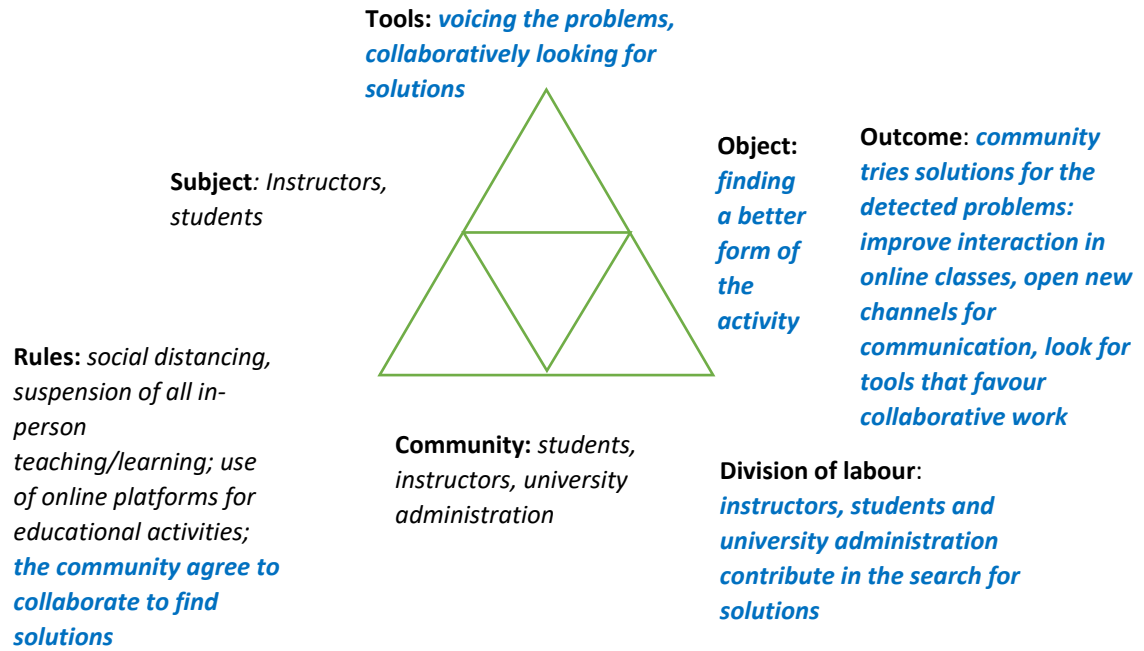 Tools: voicing the problems,
collaboratively looking for
solutions
Subject: Instructors,
students
Object:
finding
a better
form of
the
activity
Outcome: community
tries solutions for the
detected problems:
improve interaction in
online classes, open new
channels for
communication, look for
tools that favour
collaborative work
Rules: social distancing,
suspension of all in-
person
teaching/learning; use
of online platforms for
educational activities;
the community agree to
collaborate to find
solutions
Community: students,
instructors, university
administration
Division of labour:
instructors, students and
university administration
contribute in the search for
solutions